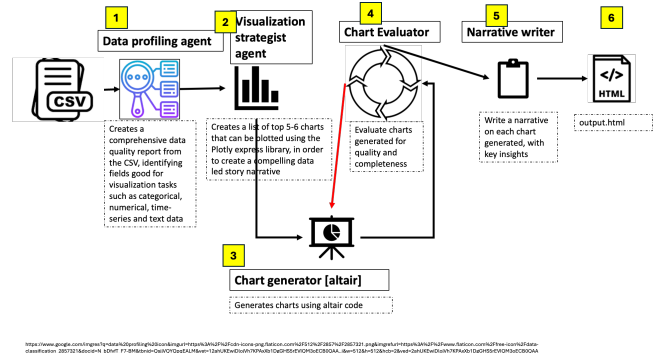 1
Data profiling agent
2
Visualization
strategist
agent
4
Chart Evaluator
5
Narrative writer
6
CSV
</>
HTML
Creates a
comprehensive data
quality report from
the CSV, identifying
fields good for
visualization tasks
such as categorical,
numerical, time-
series and text data
Creates a list of top 5-6 charts
that can be plotted using the
Plotly express library, in order
to create a compelling data
led story narrative
Evaluate charts
generated for
quality and
completeness
Write a narrative
on each chart
generated, with
key insights
output.html
3
Chart generator [altair]
Generates charts using altair code